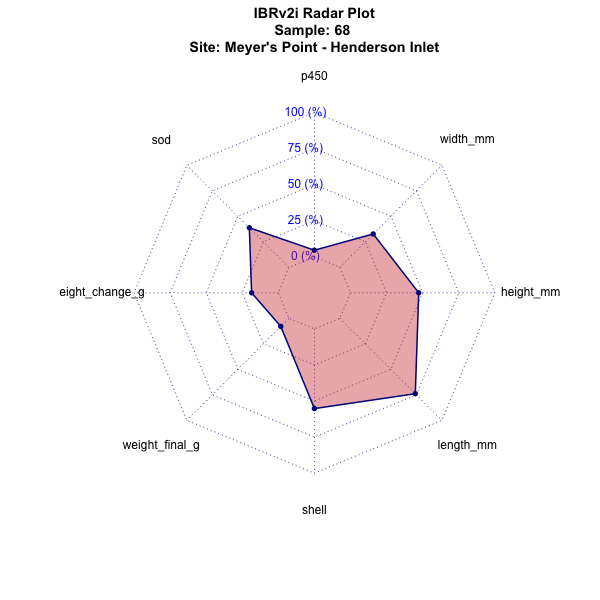 IBRv2i Radar Plot
Sample: 68
Site: Meyer's Point - Henderson Inlet
p450
100 (%)
sod
width_mm
75 (%)
50 (%)
25 (%)
0 (%)
eight_change_g
height_mm
weight_final_g
length_mm
shell